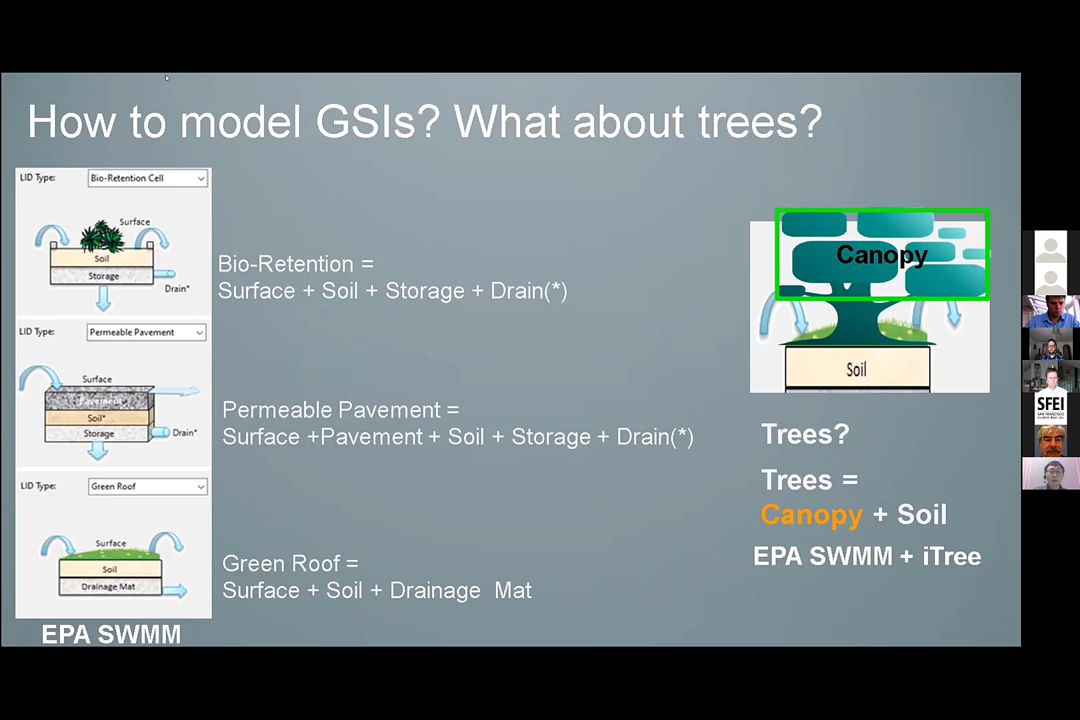 How to model GSIs? What about trees?
LID Type: Bio-Retention Cell
Surface
Soil
Storage
Drain*
Bio-Retention =
Surface + Soil + Storage + Drain(*)
LID Type: Permeable Pavement
Surface
Pavement
Soil*
Storage
Drain*
Permeable Pavement =
Surface +Pavement + Soil + Storage + Drain(*)
LID Type: Green Roof
Surface
Soil
Drainage Mat
Green Roof =
Surface + Soil + Drainage Mat
EPA SWMM
Canopy
Soil
Trees?
Trees =
Canopy + Soil
EPA SWMM + iTree
SFEI